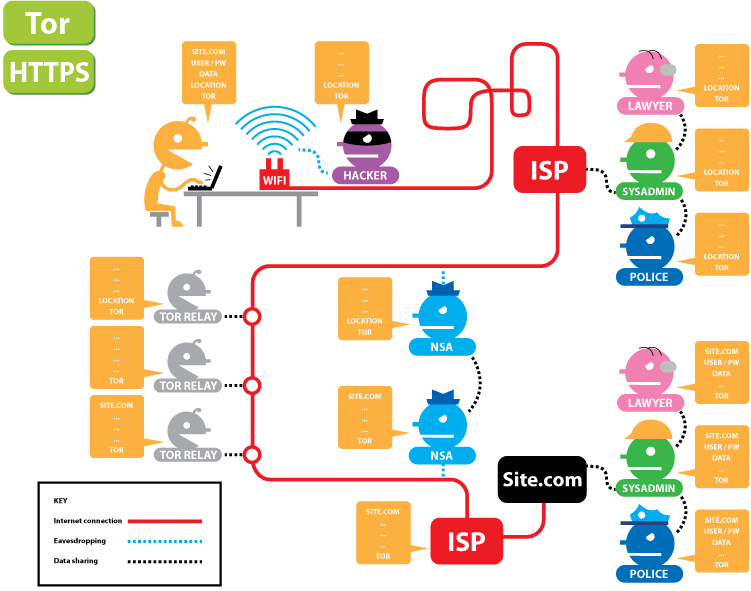 Tor
HTTPS
SITE.COM
USER / PW
DATA
LOCATION
TOR
...
...
...
LOCATION
TOR
WIFI
HACKER
ISP
LAWYER
...
...
...
LOCATION
TOR
SYSADMIN
...
...
...
LOCATION
TOR
POLICE
...
...
...
LOCATION
TOR
...
...
...
LOCATION
TOR
TOR RELAY
...
...
...
...
TOR
TOR RELAY
SITE.COM
...
...
...
TOR
TOR RELAY
...
...
...
LOCATION
TOR
NSA
SITE.COM
...
...
...
TOR
NSA
LAWYER
SITE.COM
USER / PW
DATA
...
TOR
SYSADMIN
SITE.COM
USER / PW
DATA
...
TOR
POLICE
SITE.COM
USER / PW
DATA
...
TOR
Site.com
SITE.COM
...
...
...
TOR
ISP
KEY
Internet connection
Eavesdropping
Data sharing